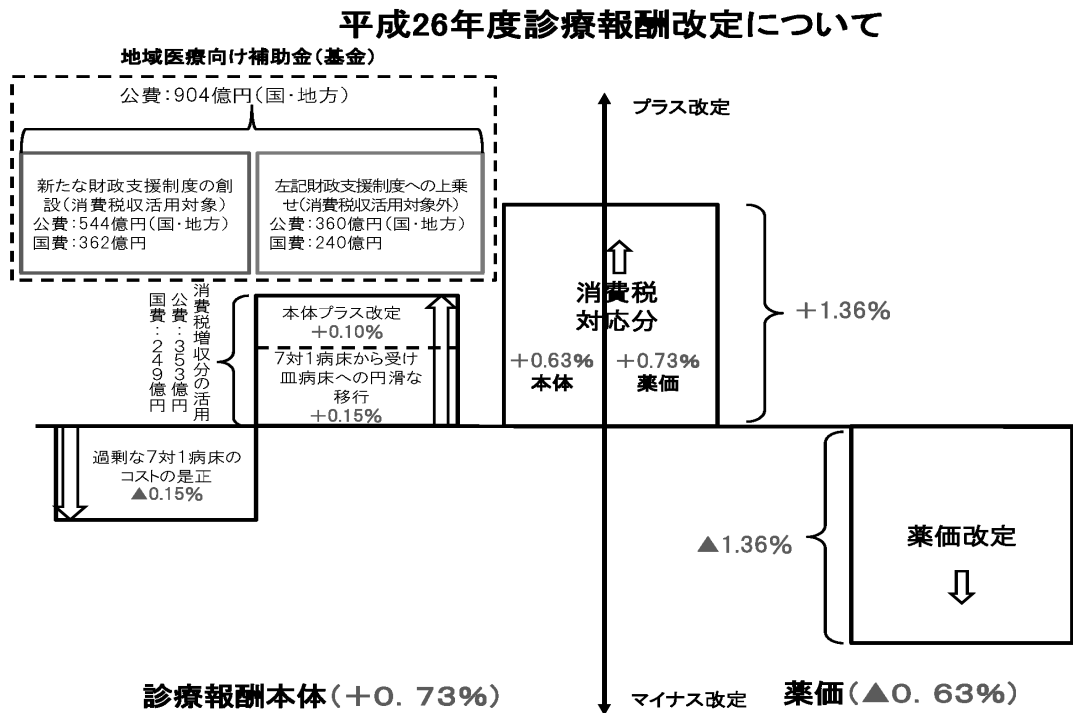 平成26年度診療報酬改定について
地域医療向け補助金(基金)
公費:904億円(国・地方)
新たな財政支援制度の創
設(消費税収活用対象)
公費:544億円(国・地方)
国費:362億円
左記財政支援制度への上乗
せ(消費税収活用対象外)
公費:360億円(国・地方)
国費:240億円
プラス改定
消費税増収分の活用
公費:353億円
国費:249億円
本体プラス改定
+0.10%
7対1病床から受け
皿病床への円滑な
移行
+0.15%
消費税
対応分
+0.63%
本体
+0.73%
薬価
+1.36%
過剰な7対1病床の
コストの是正
▲0.15%
▲1.36%
薬価改定
診療報酬本体(+0.73%)
マイナス改定
薬価(▲0.63%)